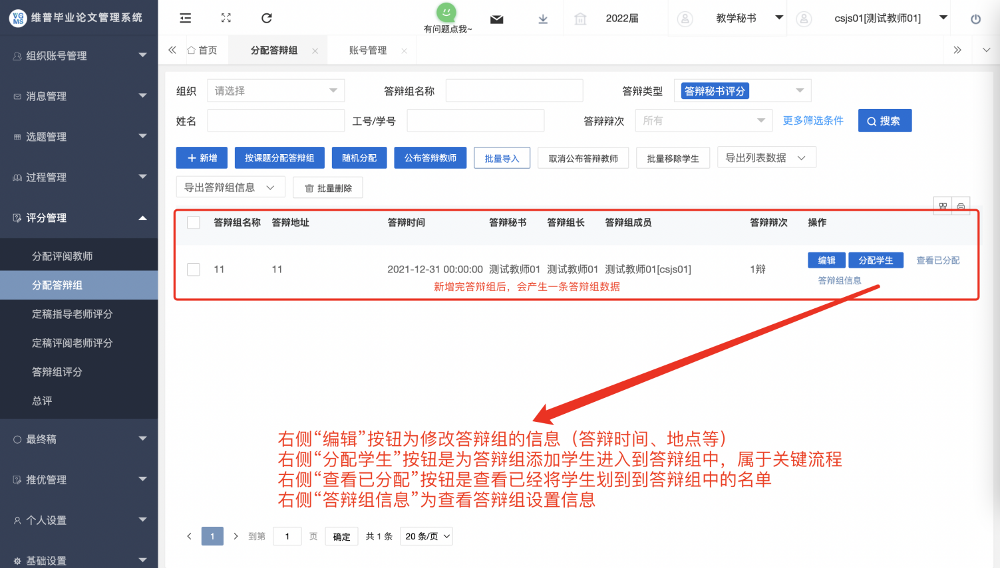 VG MS 维普毕业论文管理系统
有问题点我~
2022届
教学秘书
csjs01[测试教师01]
首页
分配答辩组
账号管理
组织账号管理
消息管理
选题管理
过程管理
评分管理
分配评阅教师
分配答辩组
定稿指导老师评分
定稿评阅老师评分
答辩组评分
总评
最终稿
推优管理
个人设置
基础设置
组织 请选择 答辩组名称 答辩类型 答辩秘书评分
姓名 工号/学号 答辩辩次 所有 更多筛选条件 搜索
新增 按课题分配答辩组 随机分配 公布答辩教师 批量导入 取消公布答辩教师 批量移除学生 导出列表数据
导出答辩组信息 批量删除
答辩组名称 答辩地址 答辩时间 答辩秘书 答辩组长 答辩组成员 答辩辩次 操作
11 11 2021-12-31 00:00:00 测试教师01 测试教师01 测试教师01[csjs01] 1辩 编辑 分配学生 查看已分配
答辩组信息
新增完答辩组后，会产生一条答辩组数据
右侧“编辑”按钮为修改答辩组的信息（答辩时间、地点等）
右侧“分配学生”按钮是为答辩组添加学生进入到答辩组中，属于关键流程
右侧“查看已分配”按钮是查看已经将学生划到到答辩组中的名单
右侧“答辩组信息”为查看答辩组设置信息
1 到第 1 页 确定 共 1 条 20 条/页